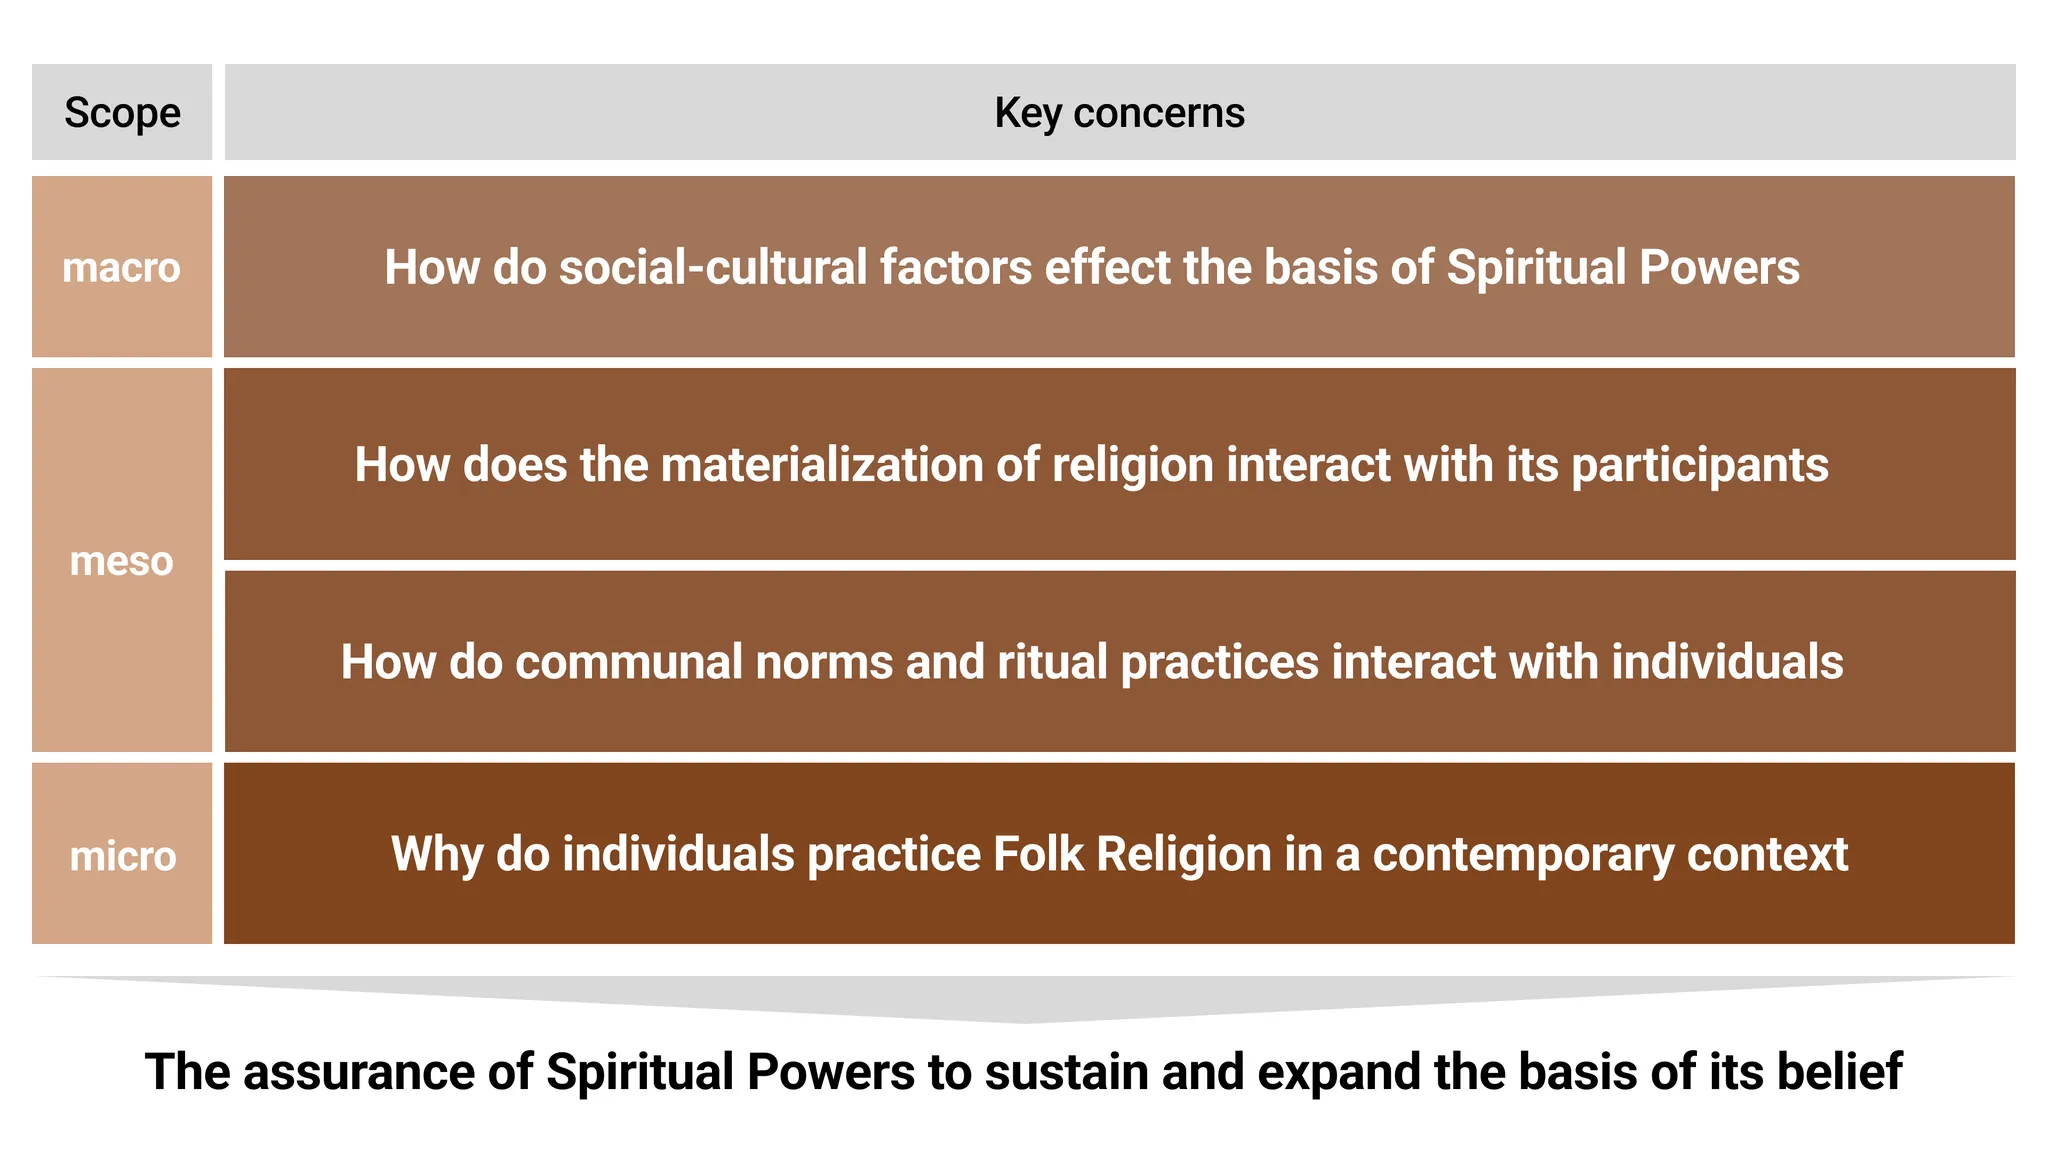 Scope
Key concerns
macro
How do social-cultural factors effect the basis of Spiritual Powers
meso
How does the materialization of religion interact with its participants
How do communal norms and ritual practices interact with individuals
micro
Why do individuals practice Folk Religion in a contemporary context
The assurance of Spiritual Powers to sustain and expand the basis of its belief